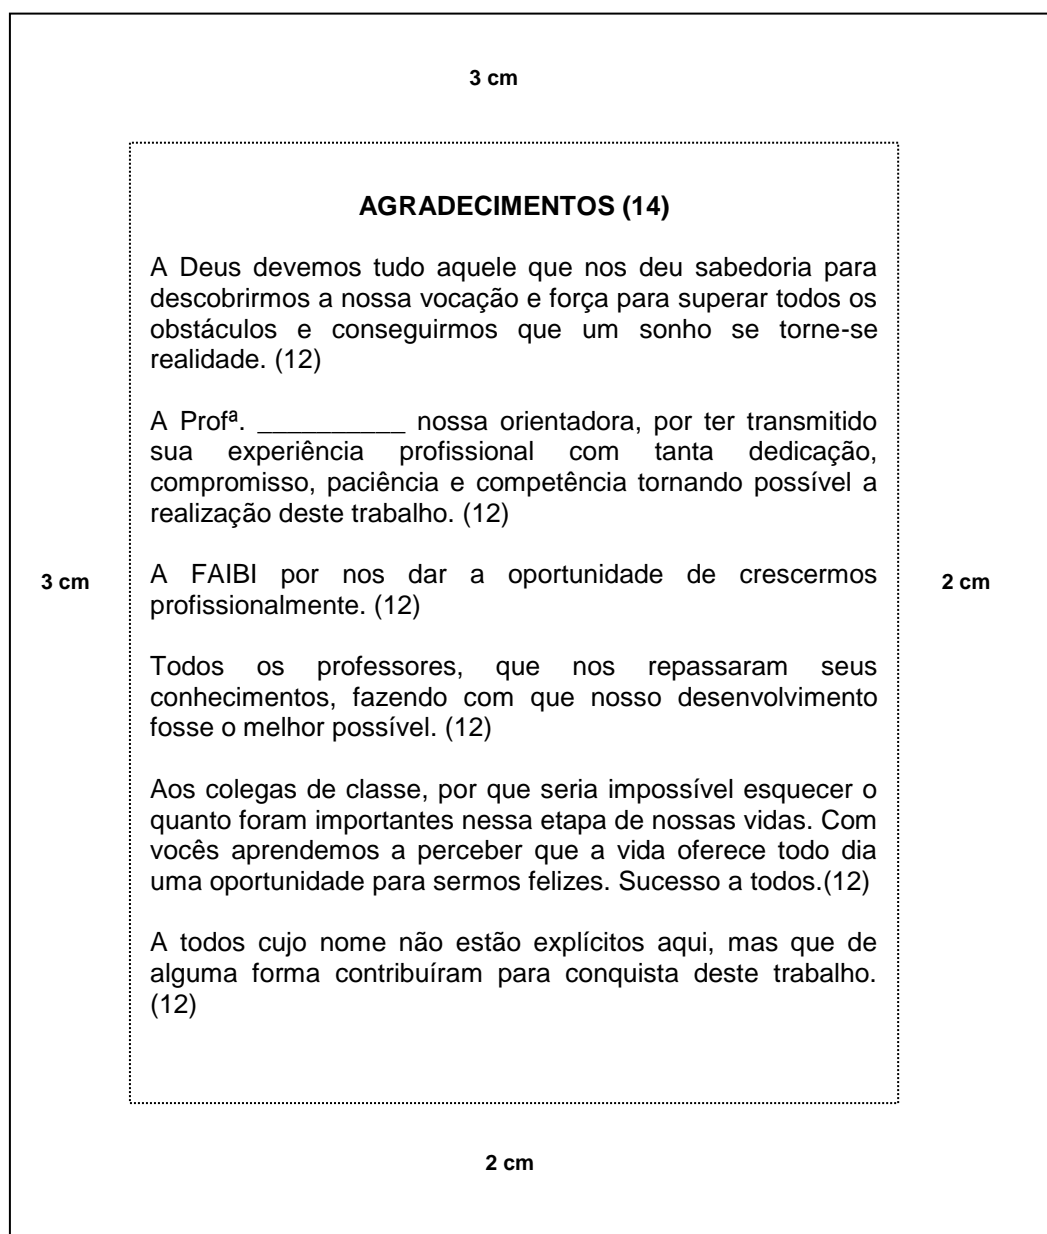 3 cm
AGRADECIMENTOS (14)
A Deus devemos tudo aquele que nos deu sabedoria para
descobrirmos a nossa vocação e força para superar todos os
obstáculos e conseguirmos que um sonho se torne-se
realidade. (12)
A Profª. __________ nossa orientadora, por ter transmitido
sua experiência profissional com tanta dedicação,
compromisso, paciência e competência tornando possível a
realização deste trabalho. (12)
3 cm
A FAIBI por nos dar a oportunidade de crescermos
profissionalmente. (12)
2 cm
Todos os professores, que nos repassaram seus
conhecimentos, fazendo com que nosso desenvolvimento
fosse o melhor possível. (12)
Aos colegas de classe, por que seria impossível esquecer o
quanto foram importantes nessa etapa de nossas vidas. Com
vocês aprendemos a perceber que a vida oferece todo dia
uma oportunidade para sermos felizes. Sucesso a todos.(12)
A todos cujo nome não estão explícitos aqui, mas que de
alguma forma contribuíram para conquista deste trabalho.
(12)
2 cm